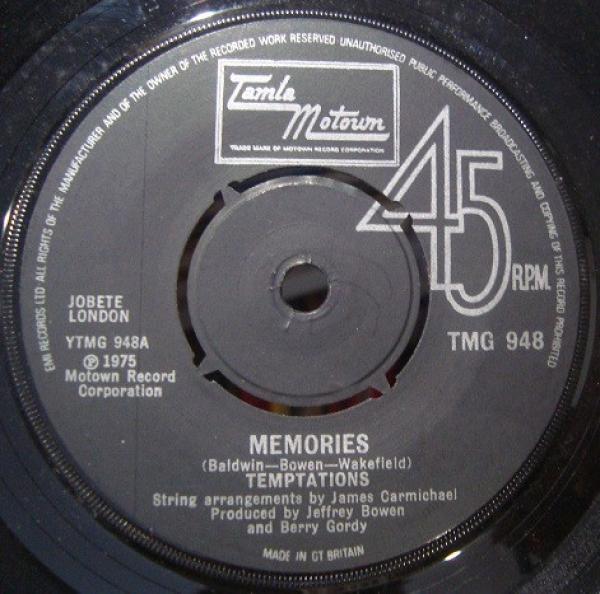 EMI RECORDS LTD ALL RIGHTS OF THE MANUFACTURER AND OF THE OWNER OF THE RECORDED WORK RESERVED UNAUTHORISED PUBLIC PERFORMANCE BROADCASTING AND COPYING OF THIS RECORD PROHIBITED
Tamla
Motown
TRADE MARK OF MOTOWN RECORD CORPORATION
45
R.P.M.
JOBETE
LONDON
YTMG 948A
℗ 1975
Motown Record
Corporation
TMG 948
MEMORIES
(Baldwin—Bowen—Wakefield)
TEMPTATIONS
String arrangements by James Carmichael
Produced by Jeffrey Bowen
and Berry Gordy
MADE IN GT BRITAIN